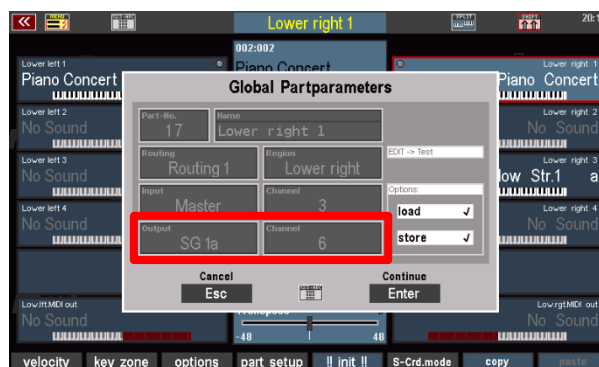 Lower right 1
20:1
002:002
Lower left 1
Piano Concert
Piano Concert
Lower right 1
Piano Concert
Lower left 2
No Sound
Lower right 2
No Sound
Lower left 3
No Sound
Lower right 3
low Str.1 a
Lower left 4
No Sound
Lower right 4
No Sound
Global Partparameters
Part-No.
17
Name
Lower right 1
Routing
Routing 1
Region
Lower right
EDIT -> Test
Input
Master
Channel
3
Options:
load ✓
store ✓
Output
SG 1a
Channel
6
Cancel
Esc
Continue
Enter
Low.lft.MIDI out
No Sound
Low.rgt.MIDI out
No Sound
-48
48
velocity key zone options part setup !! init !! S-Crd.mode copy paste